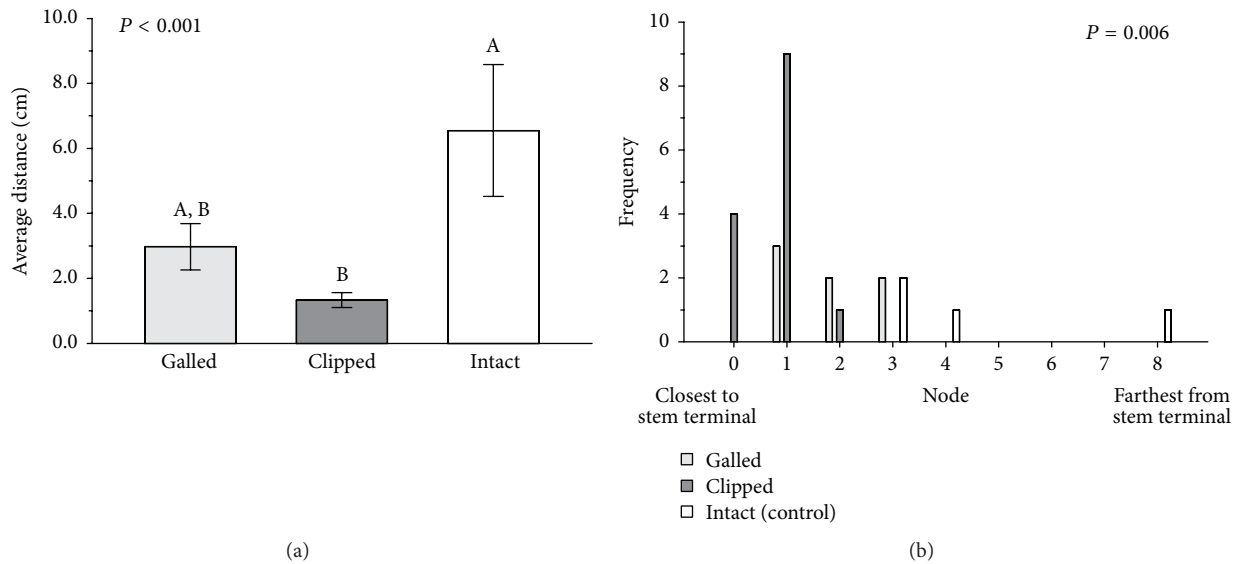 10.0
8.0
6.0
4.0
2.0
0.0
Average distance (cm)
P < 0.001
A, B
B
A
Galled
Clipped
Intact
(a)
10
8
6
4
2
0
Frequency
P = 0.006
0 1 2 3 4 5 6 7 8
Closest to
stem terminal
Node
Farthest from
stem terminal
Galled
Clipped
Intact (control)
(b)